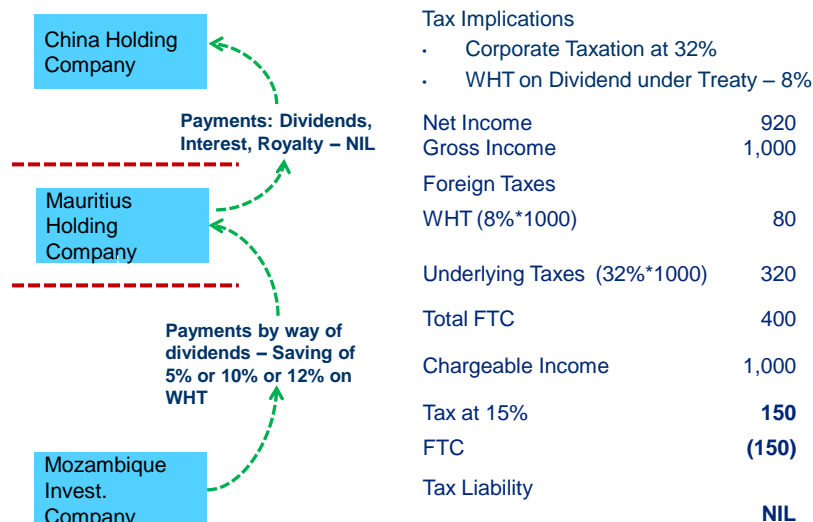 China Holding
Company
Payments: Dividends,
Interest, Royalty – NIL
Mauritius
Holding
Company
Payments by way of
dividends – Saving of
5% or 10% or 12% on
WHT
Mozambique
Invest.
Company
Tax Implications
• Corporate Taxation at 32%
• WHT on Dividend under Treaty – 8%
Net Income 920
Gross Income 1,000
Foreign Taxes
WHT (8%*1000) 80
Underlying Taxes (32%*1000) 320
Total FTC 400
Chargeable Income 1,000
Tax at 15% 150
FTC (150)
Tax Liability
NIL